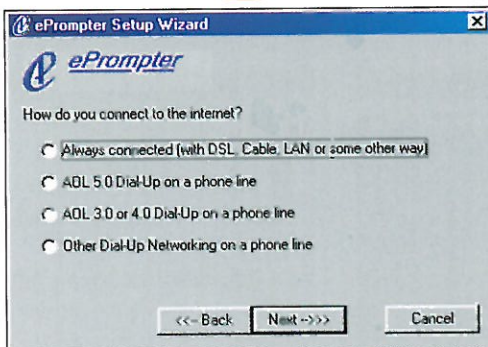 ePrompter Setup Wizard
ePrompter
How do you connect to the internet?
Always connected (with DSL, Cable, LAN or some other way)
AOL 5.0 Dial-Up on a phone line
AOL 3.0 or 4.0 Dial-Up on a phone line
Other Dial-Up Networking on a phone line
<<-- Back
Next -->>>
Cancel